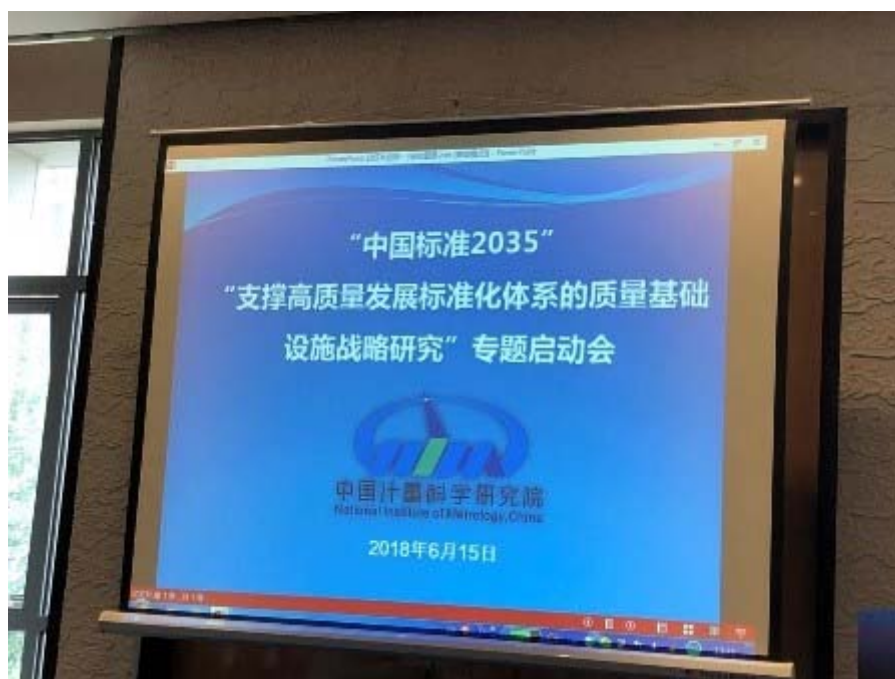 “中国标准2035”
“支撑高质量发展标准化体系的质量基础
设施战略研究”专题启动会
中国计量科学研究院
National Institute of Metrology, China
2018年6月15日